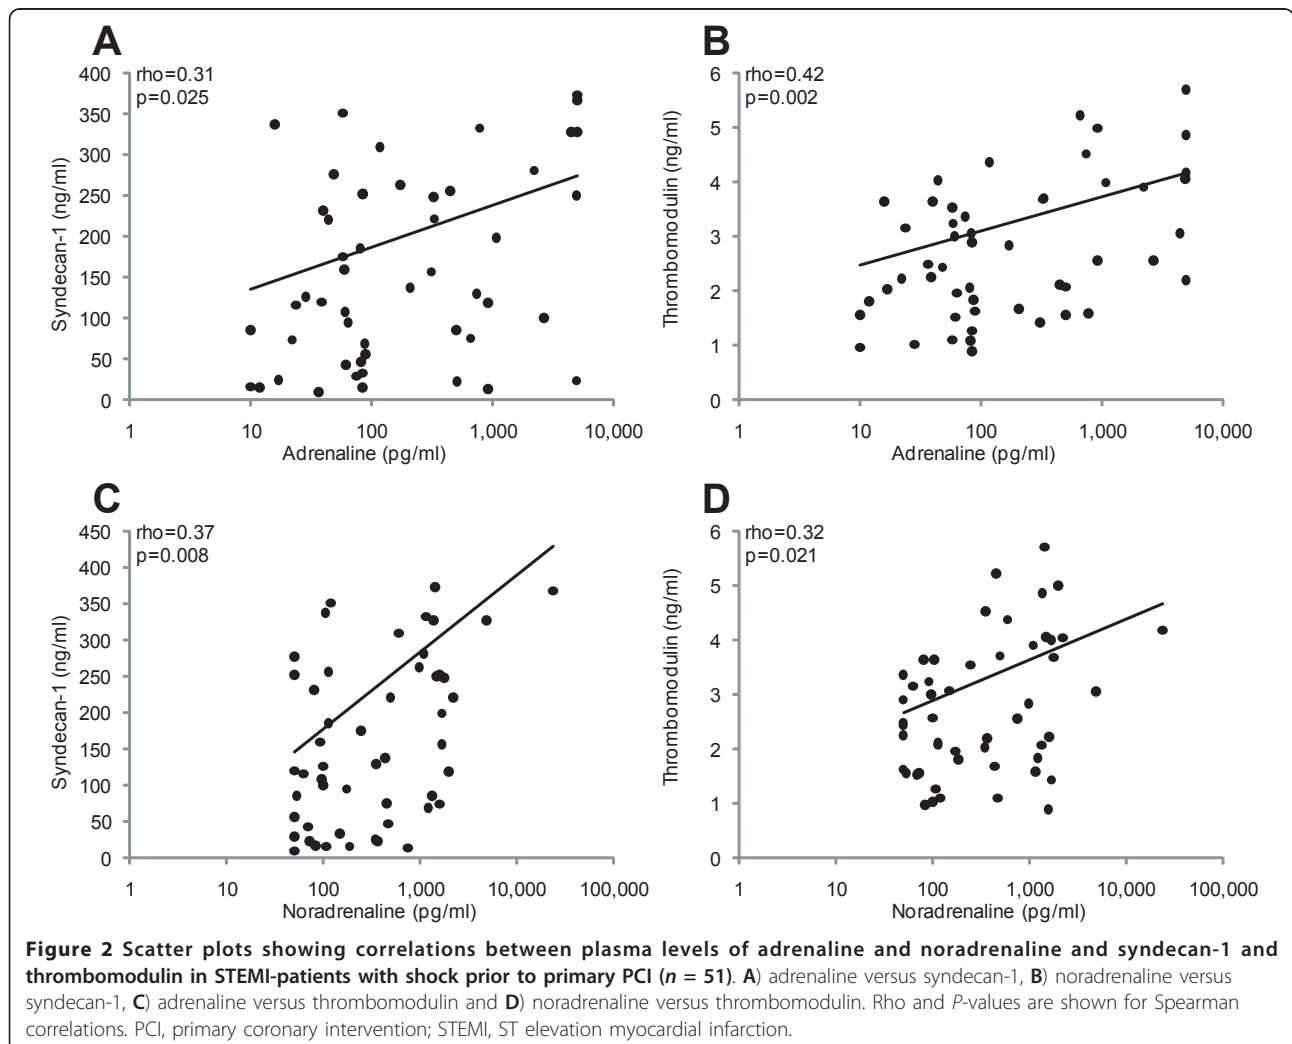 A
rho=0.31
p=0.025
400
350
300
250
200
150
100
50
0
Syndecan-1 (ng/ml)
1
10
100
1,000
10,000
Adrenaline (pg/ml)
B
rho=0.42
p=0.002
6
5
4
3
2
1
0
Thrombomodulin (ng/ml)
1
10
100
1,000
10,000
Adrenaline (pg/ml)
C
rho=0.37
p=0.008
450
400
350
300
250
200
150
100
50
0
Syndecan-1 (ng/ml)
1
10
100
1,000
10,000
100,000
Noradrenaline (pg/ml)
D
rho=0.32
p=0.021
6
5
4
3
2
1
0
Thrombomodulin (ng/ml)
1
10
100
1,000
10,000
100,000
Noradrenaline (pg/ml)
Figure 2 Scatter plots showing correlations between plasma levels of adrenaline and noradrenaline and syndecan-1 and
thrombomodulin in STEMI-patients with shock prior to primary PCI (n = 51). A) adrenaline versus syndecan-1, B) noradrenaline versus
syndecan-1, C) adrenaline versus thrombomodulin and D) noradrenaline versus thrombomodulin. Rho and P-values are shown for Spearman
correlations. PCI, primary coronary intervention; STEMI, ST elevation myocardial infarction.